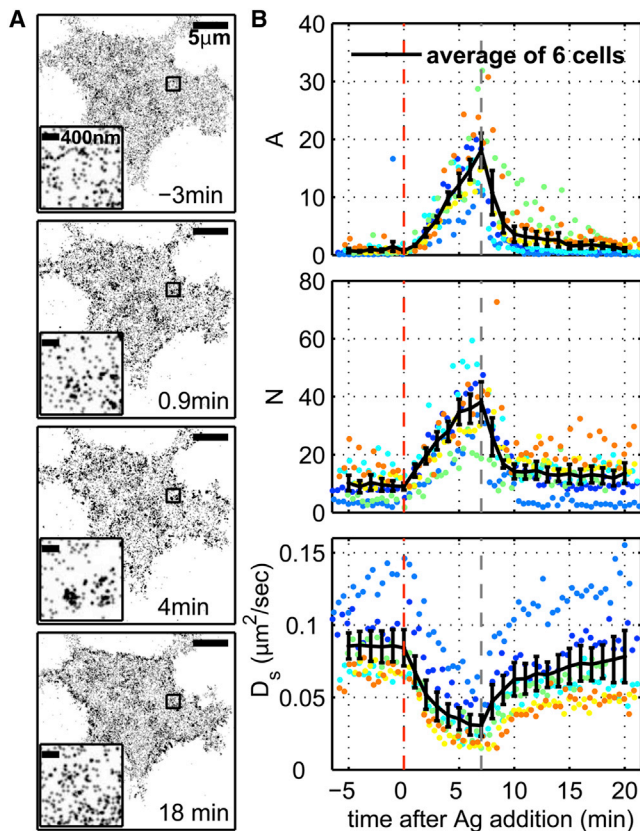 A
5μm
400nm
−3min
0.9min
4min
18 min
B
average of 6 cells
A
40
30
20
10
0
N
80
60
40
20
0
Ds (μm²/sec)
0.15
0.1
0.05
0
−5 0 5 10 15 20
time after Ag addition (min)